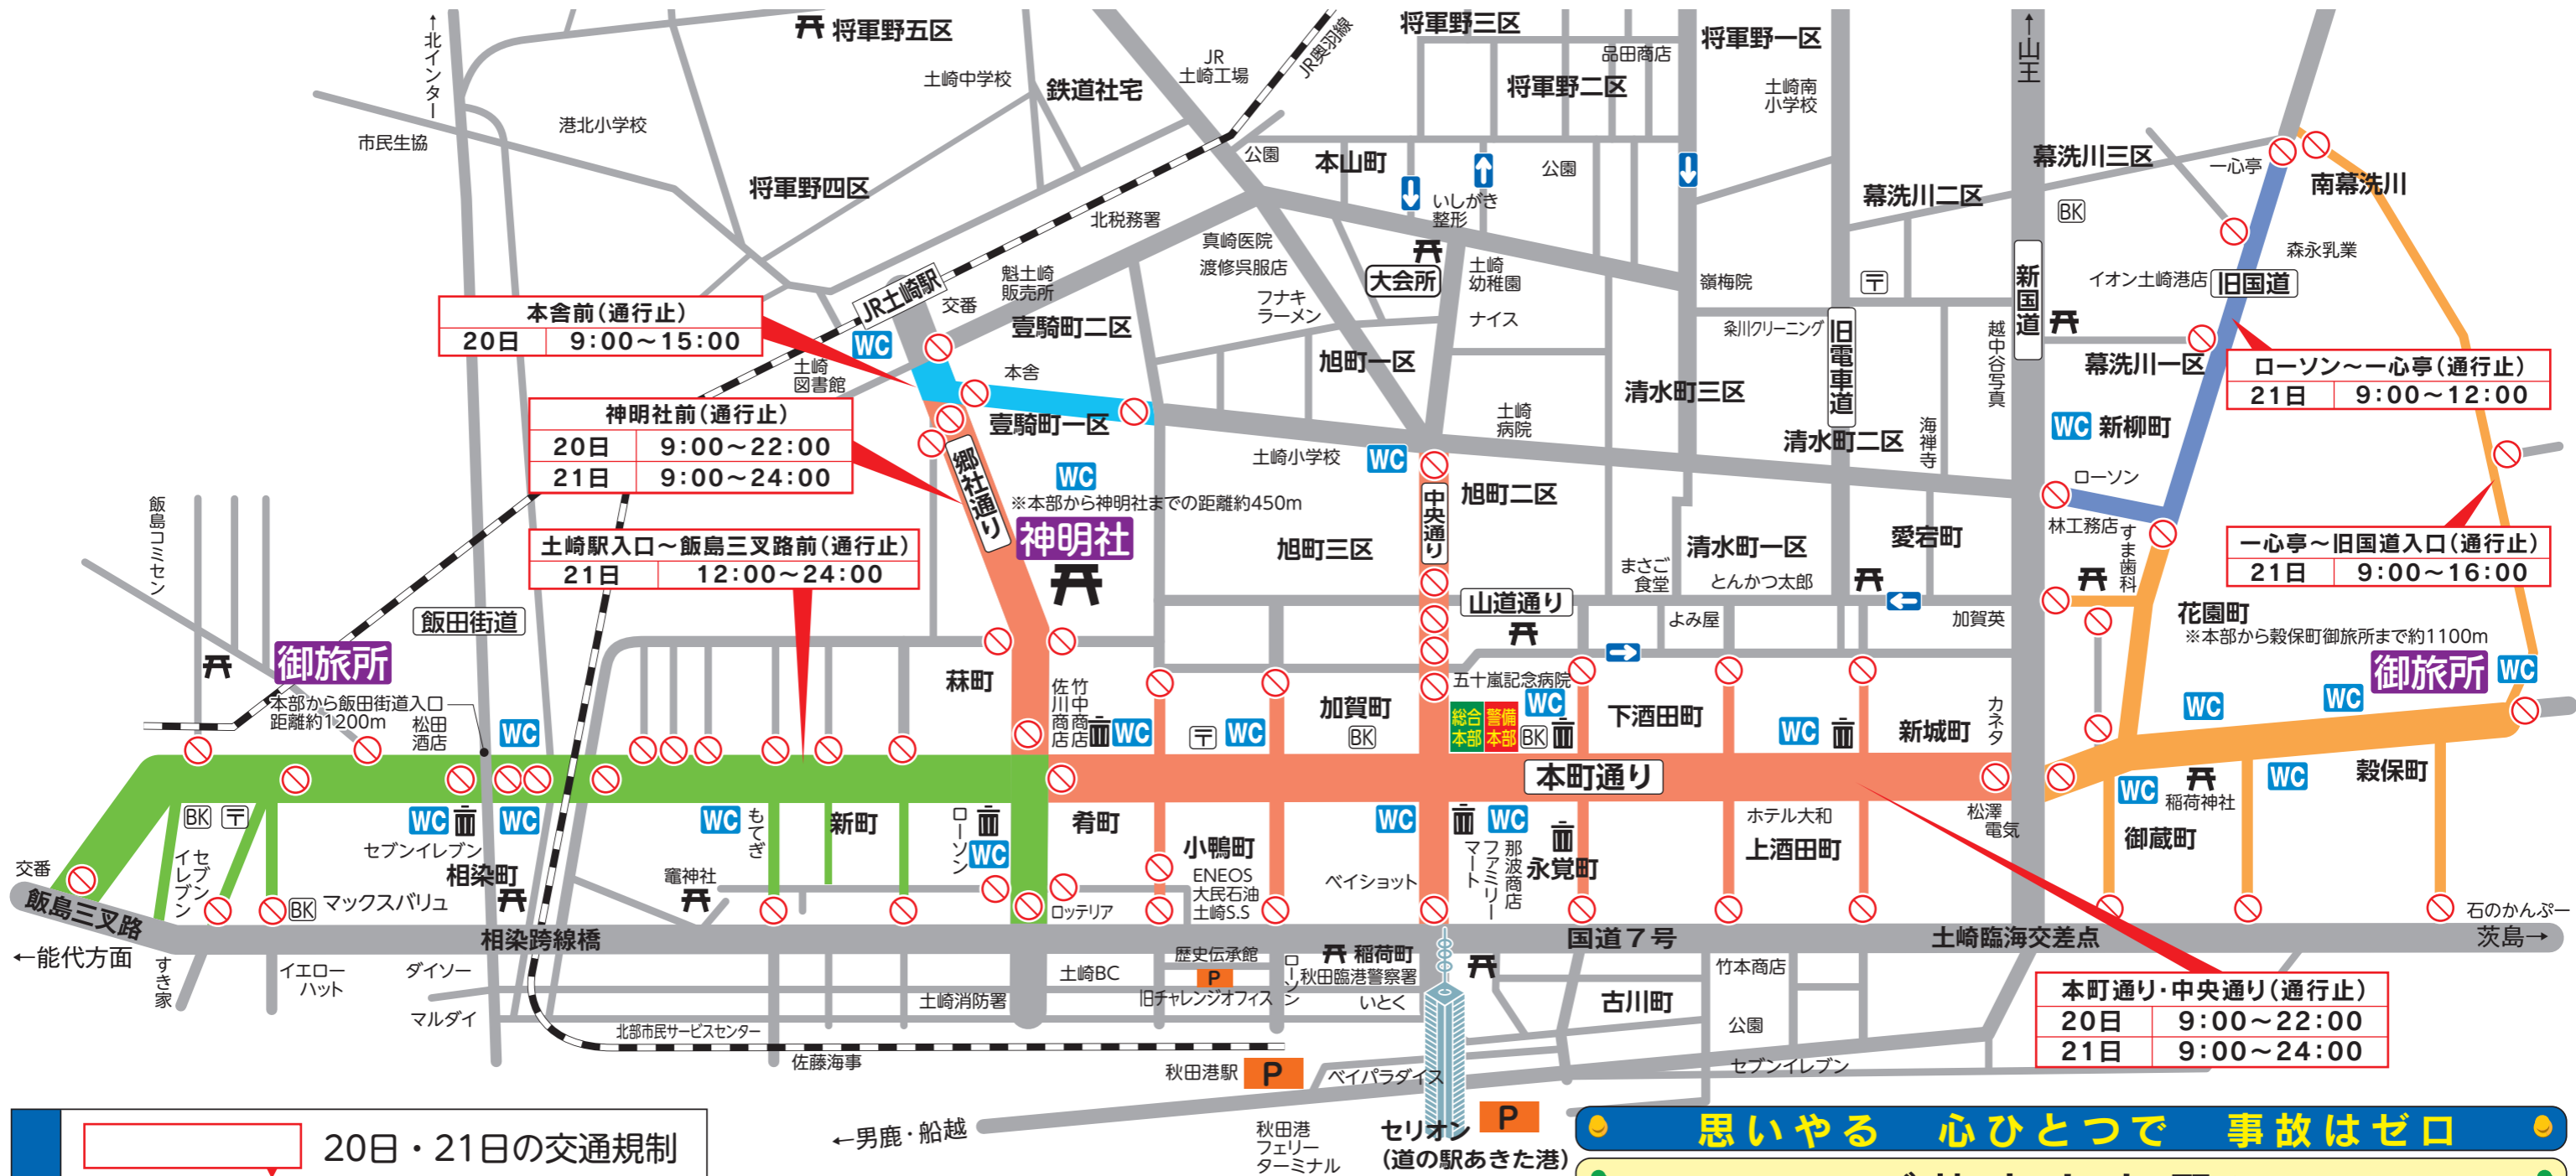 ←北インター
将軍野五区
将軍野三区
将軍野一区
←山王
土崎中学校
鉄道社宅
JR
土崎工場
JR奥羽線
品田商店
将軍野二区
土崎南
小学校
市民生協
港北小学校
将軍野四区
公園
本山町
公園
いしがき
整形
幕洗川三区
幕洗川二区
一心亭
南幕洗川
BK
森永乳業
北税務署
真崎医院
渡修呉服店
大会所
土崎
幼稚園
嶺梅院
〒
新国道
イオン土崎港店
旧国道
JR土崎駅
交番
魁土崎
販売所
壹騎町二区
フナキ
ラーメン
ナイス
粂川クリーニング
旧電車道
越中谷写真
幕洗川一区
本舎前(通行止)
20日 9:00～15:00
WC
土崎
図書館
本舎
旭町一区
清水町三区
ローソン～一心亭(通行止)
21日 9:00～12:00
神明社前(通行止)
20日 9:00～22:00
21日 9:00～24:00
壹騎町一区
土崎
病院
清水町二区
海禅寺
WC
新柳町
郷社通り
WC
土崎小学校
WC
中央通り
旭町二区
ローソン
※本部から神明社までの距離約450m
神明社
旭町三区
清水町一区
愛宕町
林工務店
すま歯科
飯島コミセン
土崎駅入口～飯島三叉路前(通行止)
21日 12:00～24:00
まさご
食堂
とんかつ太郎
一心亭～旧国道入口(通行止)
21日 9:00～16:00
飯田街道
山道通り
よみ屋
加賀英
花園町
※本部から穀保町御旅所まで約1100m
御旅所
御旅所
WC
本部から飯田街道入口
距離約1200m
松田
酒店
WC
菻町
佐川商店
竹中商店
WC
〒
WC
加賀町
BK
五十嵐記念病院
WC
総合
本部
警備
本部
BK
下酒田町
WC
新城町
カネタ
WC
WC
本町通り
穀保町
BK
〒
WC
WC
WC
もてぎ
新町
ローソン
WC
肴町
小鴨町
WC
WC
ホテル大和
松澤
電気
WC
稲荷神社
WC
御蔵町
交番
セブン
イレブン
セブンイレブン
相染町
竈神社
ENEOS
大民石油
土崎S.S
ベイショット
ファミリー
マート
那波商店
永覚町
上酒田町
BK
マックスバリュ
ロッテリア
石のかんぷー
飯島三叉路
相染跨線橋
国道7号
土崎臨海交差点
茨島→
←能代方面
すき家
イエロー
ハット
ダイソー
土崎BC
歴史伝承館
P
旧チャレンジオフィス
ローソン
稲荷町
秋田臨港警察署
いとく
竹本商店
古川町
本町通り・中央通り(通行止)
20日 9:00～22:00
21日 9:00～24:00
マルダイ
土崎消防署
北部市民サービスセンター
佐藤海事
公園
セブンイレブン
秋田港駅
P
ベイパラダイス
←男鹿・船越
秋田港
フェリー
ターミナル
セリオン
(道の駅あきた港)
P
20日・21日の交通規制
思いやる 心ひとつで 事故はゼロ